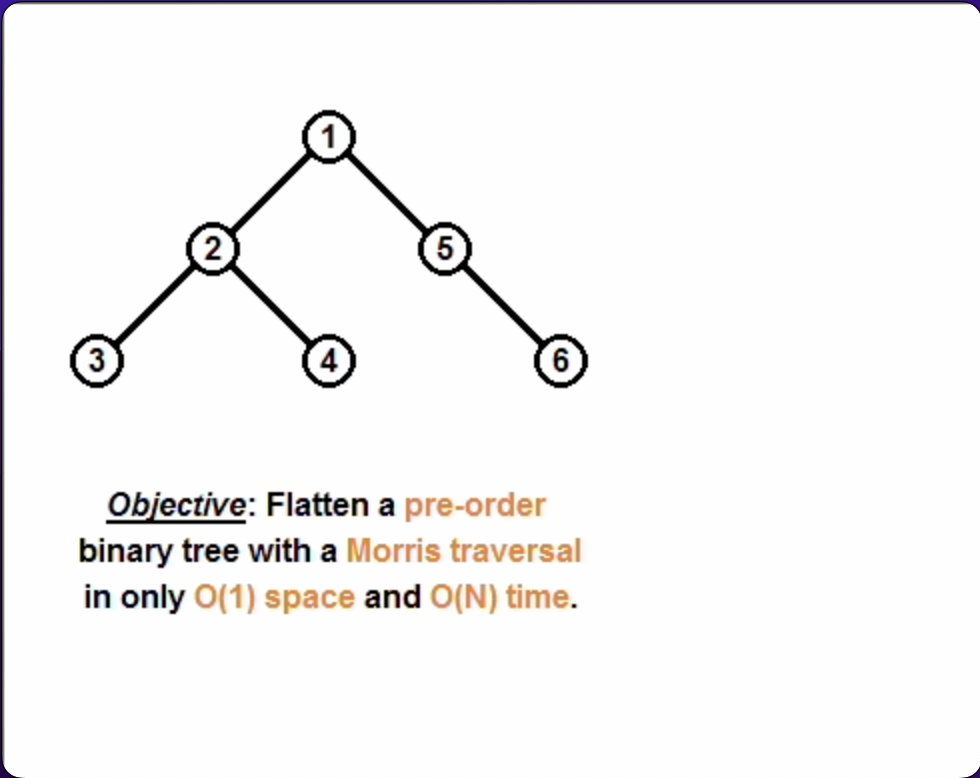 1
2
5
3
4
6
Objective: Flatten a pre-order
binary tree with a Morris traversal
in only O(1) space and O(N) time.